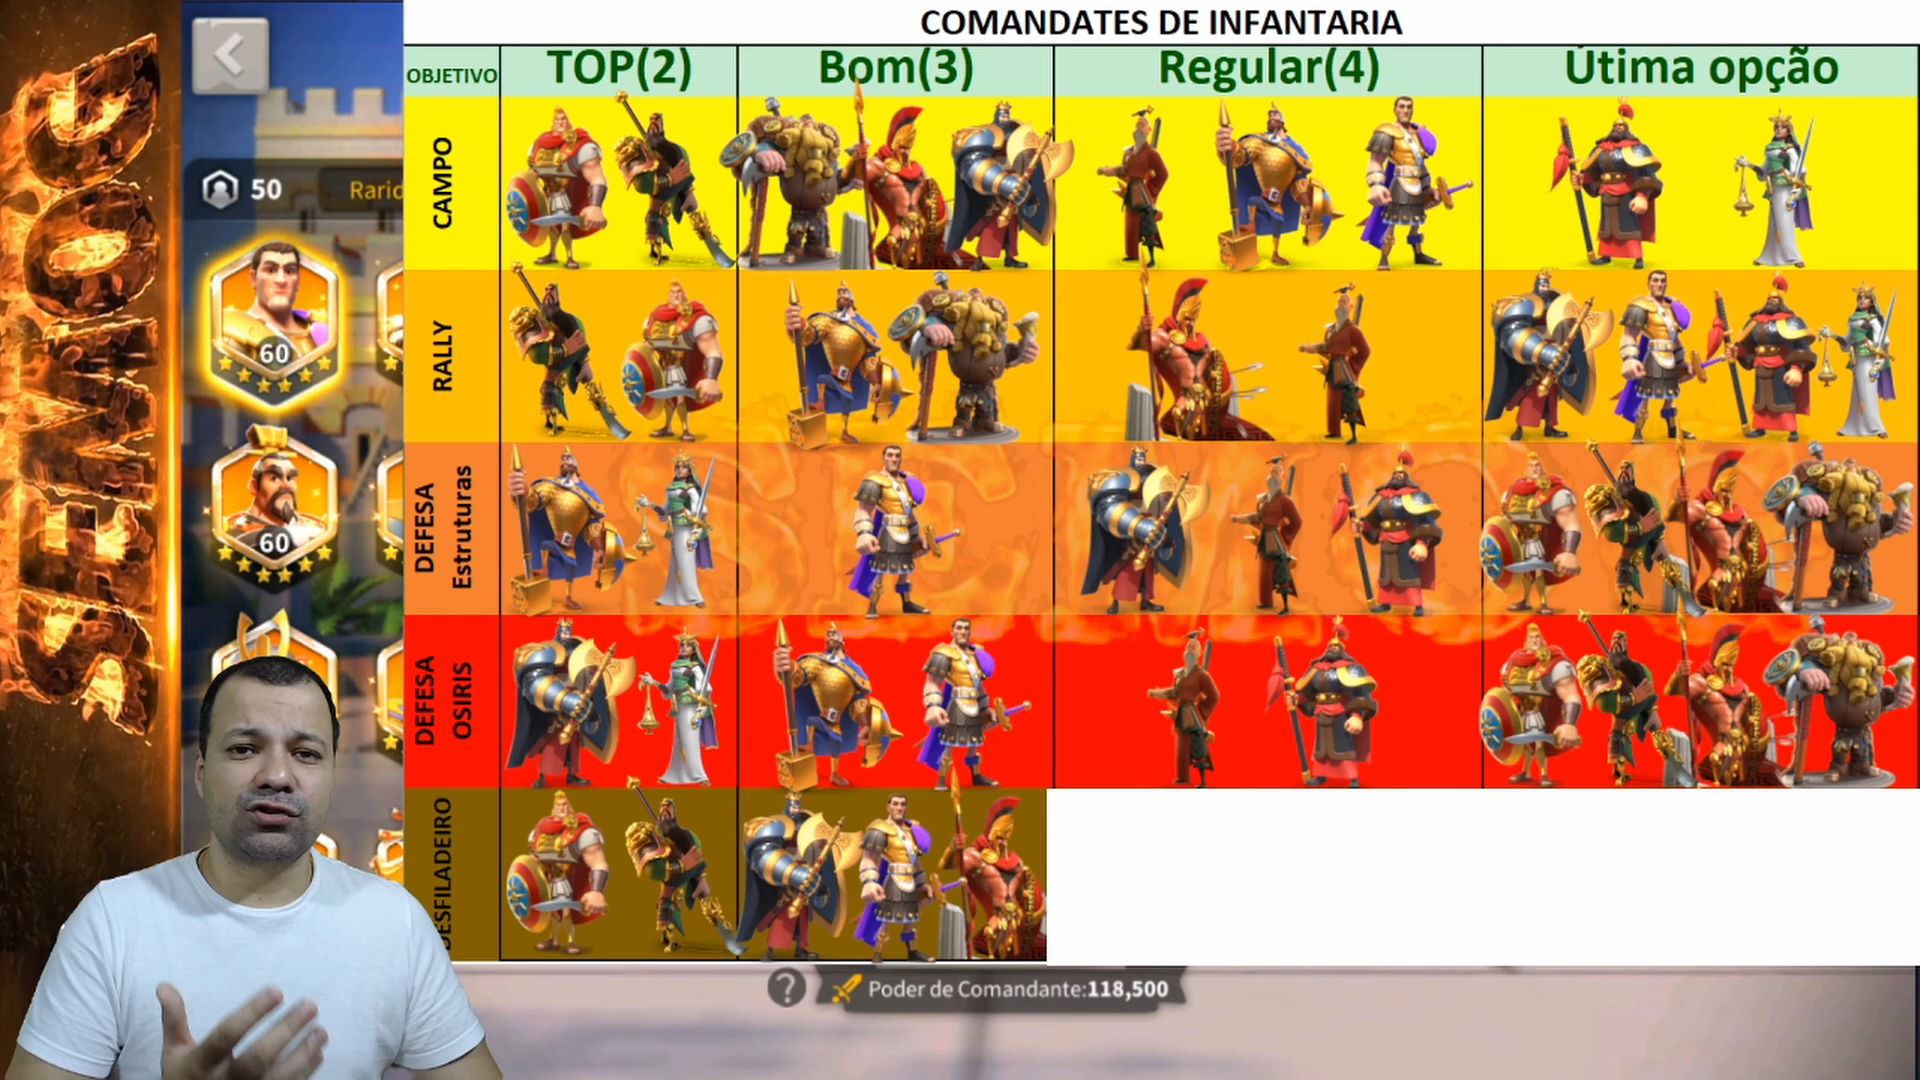 COMANDATES DE INFANTARIA
OBJETIVO
TOP(2)
Bom(3)
Regular(4)
Útima opção
CAMPO
RALLY
DEFESA
Estruturas
DEFESA
OSIRIS
50
60
60
Poder de Comandante:118,500